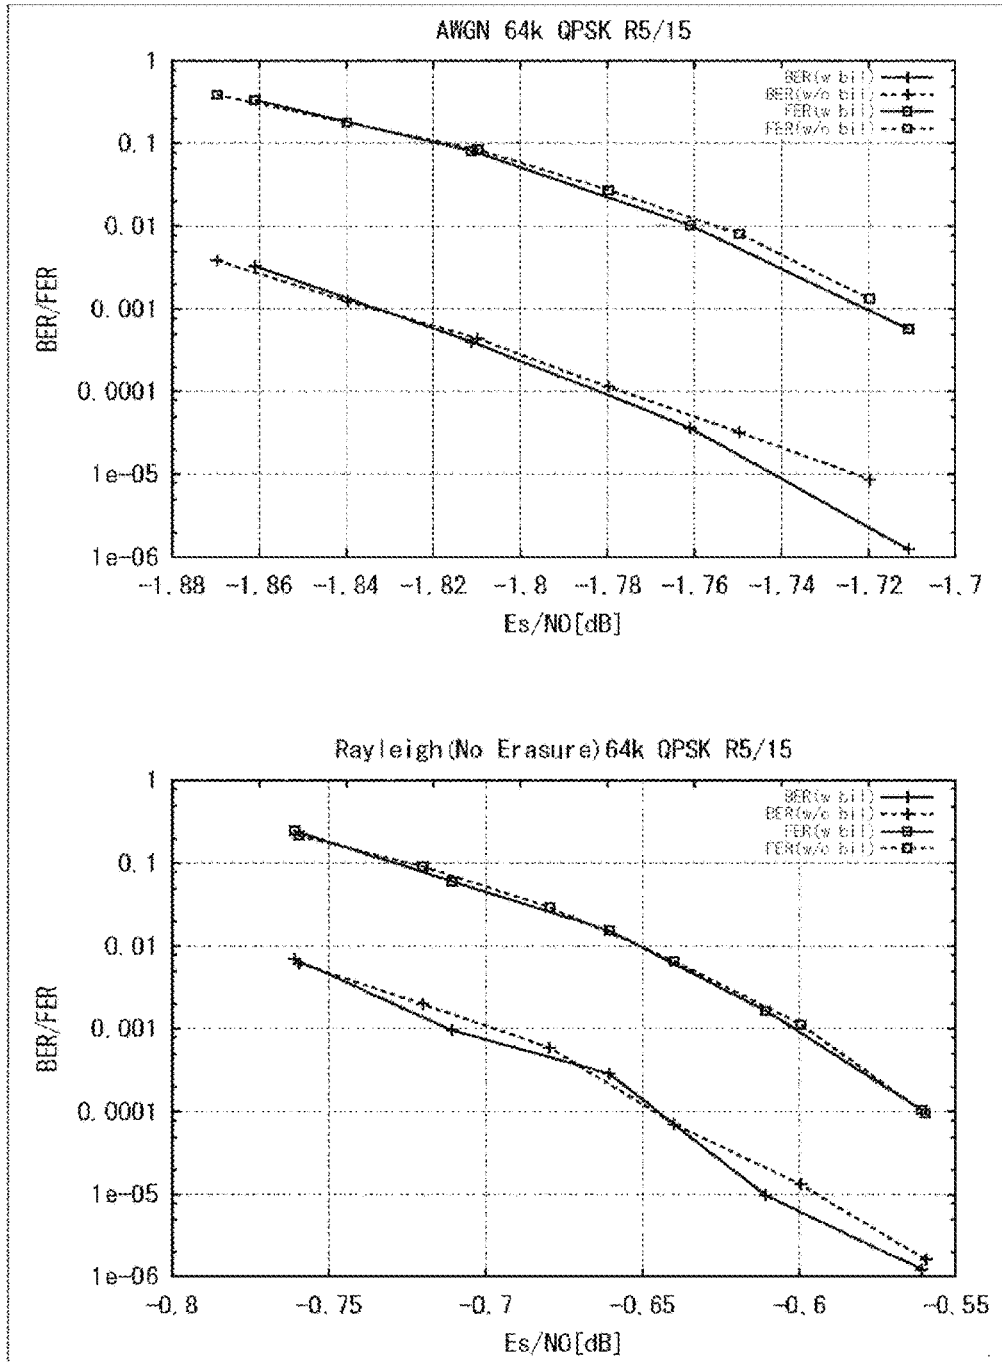 AWGN 64k QPSK R5/15
1
0.1
0.01
0.001
0.0001
1e-05
1e-06
BER/FER
BER(w bil)
BER(w/o bil)
FER(w bil)
FER(w/o bil)
-1.88 -1.86 -1.84 -1.82 -1.8 -1.78 -1.76 -1.74 -1.72 -1.7
Es/N0[dB]
Rayleigh(No Erasure)64k QPSK R5/15
1
0.1
0.01
0.001
0.0001
1e-05
1e-06
BER/FER
BER(w bil)
BER(w/o bil)
FER(w bil)
FER(w/o bil)
-0.8 -0.75 -0.7 -0.65 -0.6 -0.55
Es/N0[dB]